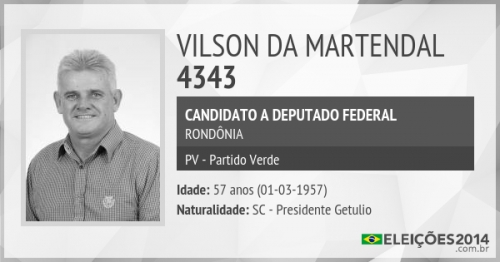 VILSON DA MARTENDAL
4343
CANDIDATO A DEPUTADO FEDERAL
RONDÔNIA
PV - Partido Verde
Idade: 57 anos (01-03-1957)
Naturalidade: SC - Presidente Getulio
ELEIÇÕES2014
.com.br